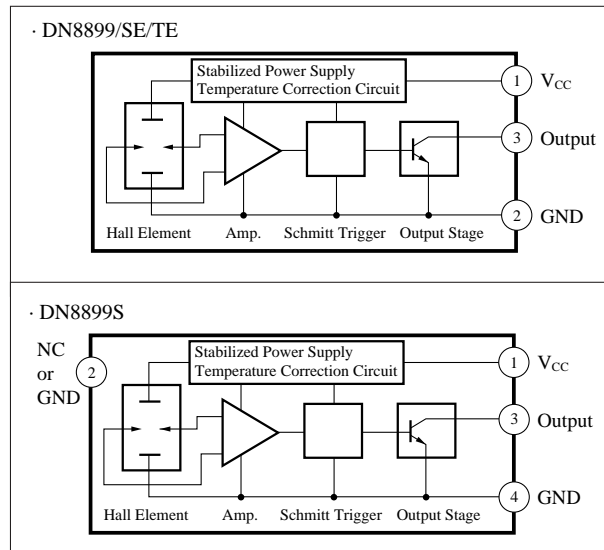 · DN8899/SE/TE
Stabilized Power Supply
Temperature Correction Circuit
1 VCC
3 Output
2 GND
Hall Element Amp. Schmitt Trigger Output Stage
· DN8899S
NC
or
GND
2
Stabilized Power Supply
Temperature Correction Circuit
1 VCC
3 Output
4 GND
Hall Element Amp. Schmitt Trigger Output Stage